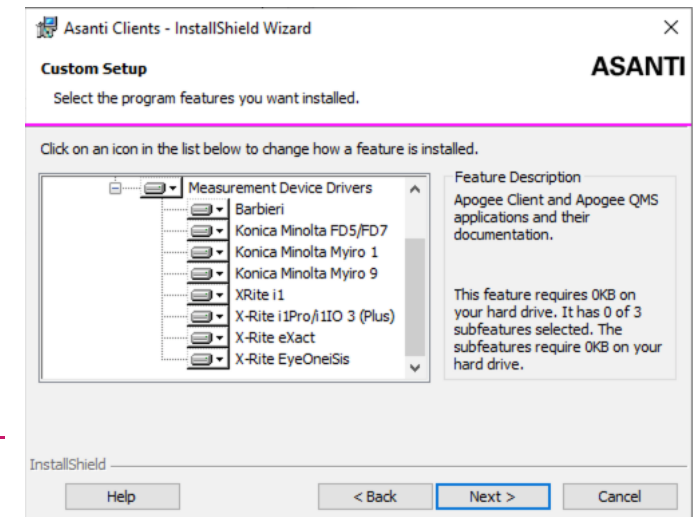 Asanti Clients - InstallShield Wizard
Custom Setup
ASANTI
Select the program features you want installed.
Click on an icon in the list below to change how a feature is installed.
Measurement Device Drivers
Barbieri
Konica Minolta FD5/FD7
Konica Minolta Myiro 1
Konica Minolta Myiro 9
XRite i1
X-Rite i1Pro/i1IO 3 (Plus)
X-Rite eXact
X-Rite EyeOneiSis
Feature Description
Apogee Client and Apogee QMS
applications and their
documentation.
This feature requires 0KB on
your hard drive. It has 0 of 3
subfeatures selected. The
subfeatures require 0KB on your
hard drive.
InstallShield
Help
< Back
Next >
Cancel